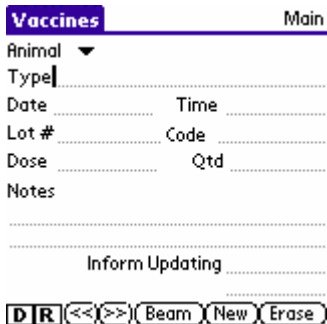 Vaccines Main
Animal
Type
Date Time
Lot # Code
Dose Qtd
Notes
Inform Updating
D R << >> Beam New Erase